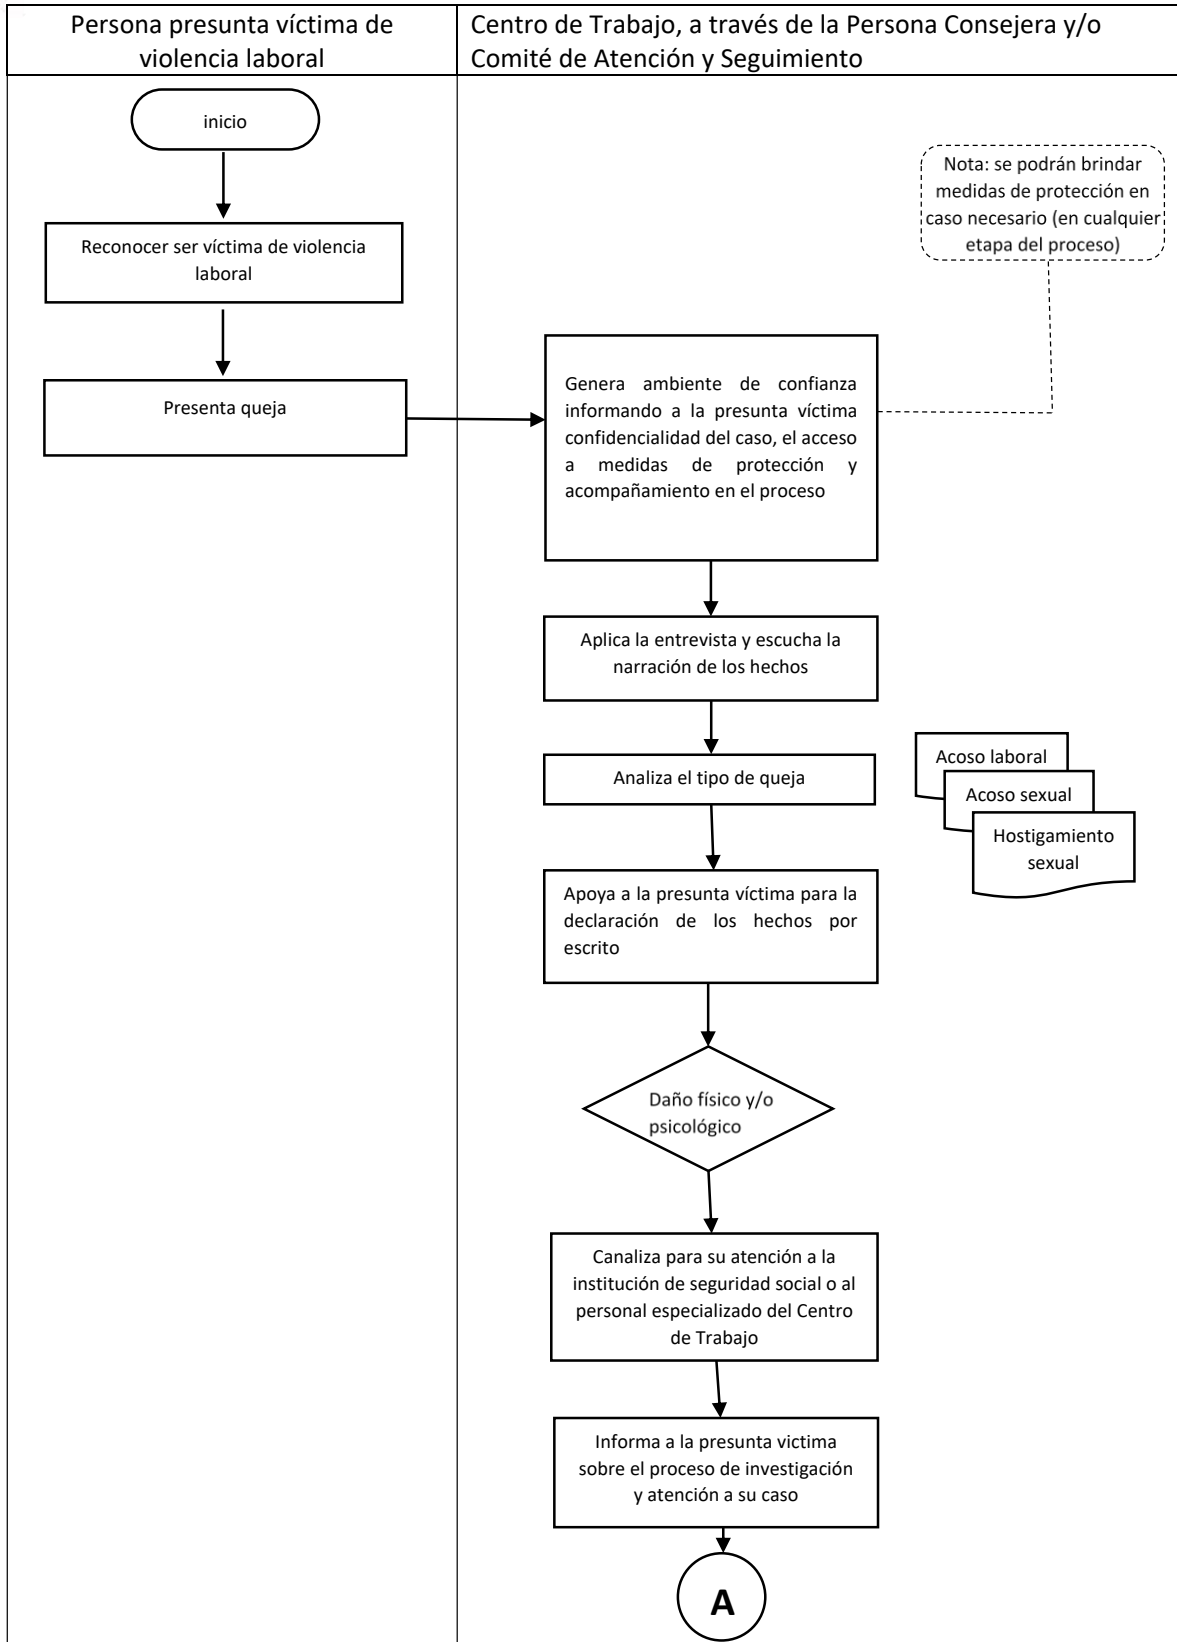 Persona presunta víctima de
violencia laboral
Centro de Trabajo, a través de la Persona Consejera y/o
Comité de Atención y Seguimiento
inicio
Nota: se podrán brindar
medidas de protección en
caso necesario (en cualquier
etapa del proceso)
Reconocer ser víctima de violencia
laboral
Presenta queja
Genera ambiente de confianza
informando a la presunta víctima
confidencialidad del caso, el acceso
a medidas de protección y
acompañamiento en el proceso
Aplica la entrevista y escucha la
narración de los hechos
Analiza el tipo de queja
Acoso laboral
Acoso sexual
Hostigamiento
sexual
Apoya a la presunta víctima para la
declaración de los hechos por
escrito
Daño físico y/o
psicológico
Canaliza para su atención a la
institución de seguridad social o al
personal especializado del Centro
de Trabajo
Informa a la presunta victima
sobre el proceso de investigación
y atención a su caso
A